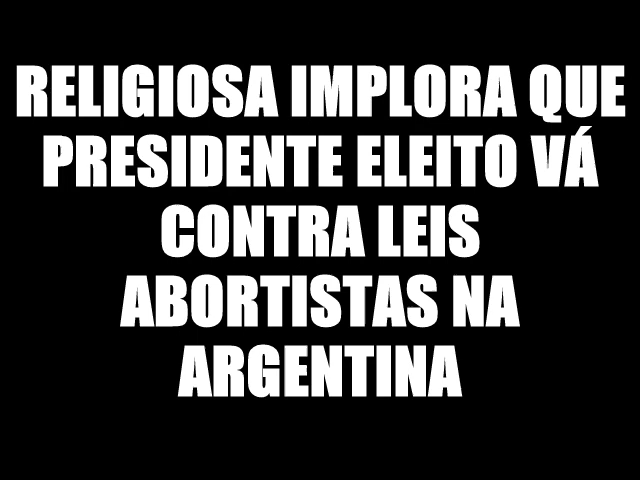 RELIGIOSA IMPLORA QUE
PRESIDENTE ELEITO VÁ
CONTRA LEIS
ABORTISTAS NA
ARGENTINA